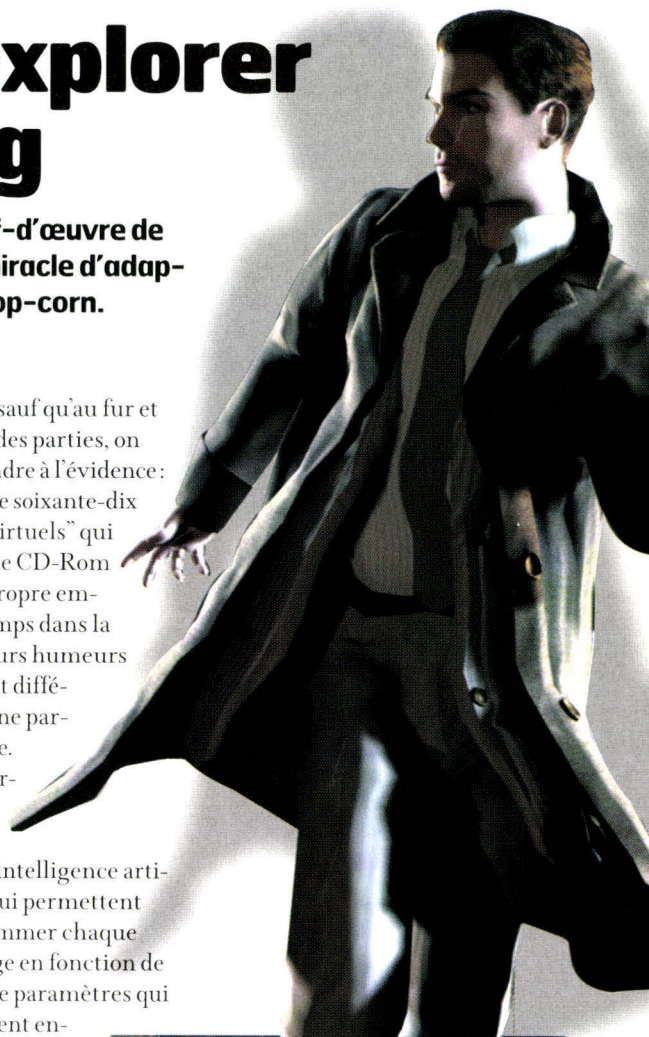 xplorer
g
f-d'œuvre de
iracle d'adap-
op-corn.
sauf qu'au fur et
des parties, on
dre à l'évidence :
e soixante-dix
irtuels" qui
e CD-Rom
ropre em-
mps dans la
urs humeurs
t diffé-
ne par-
e.
r-
intelligence arti-
ui permettent
mmer chaque
ge en fonction de
e paramètres qui
ent en-